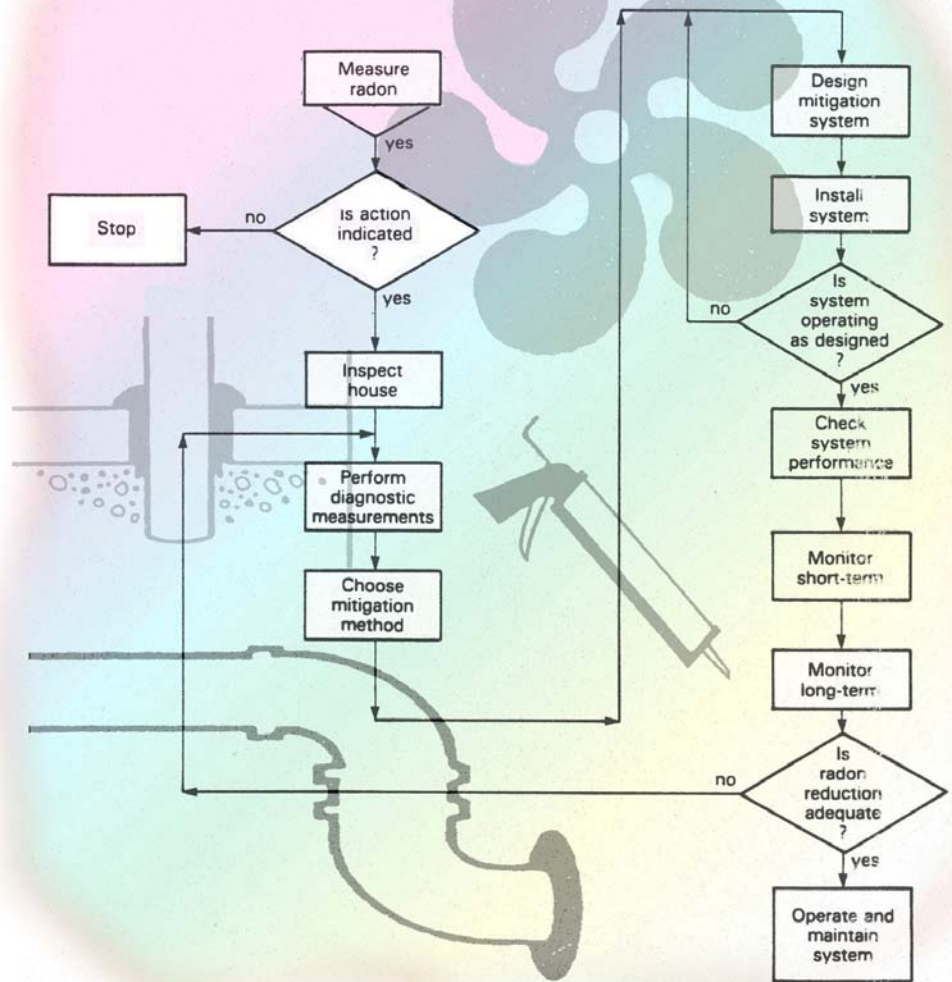 Measure
radon
yes
Is action
indicated
?
no
Stop
yes
Inspect
house
Perform
diagnostic
measurements
Choose
mitigation
method
Design
mitigation
system
Install
system
Is
system
operating
as designed
?
no
yes
Check
system
performance
Monitor
short-term
Monitor
long-term
Is
radon
reduction
adequate
?
no
yes
Operate and
maintain
system